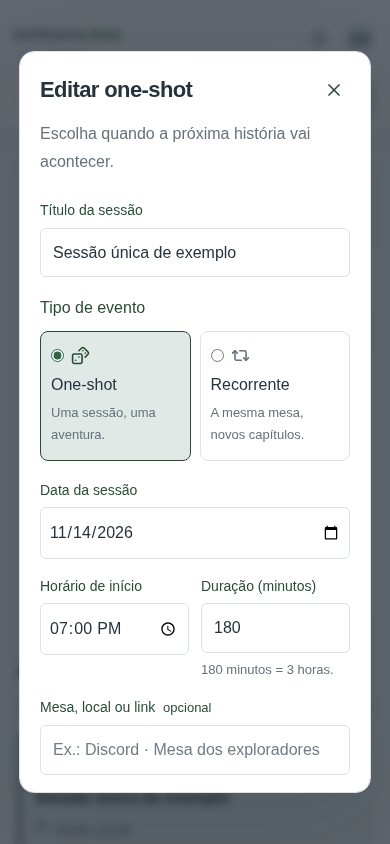 Editar one-shot
Escolha quando a próxima história vai
acontecer.
Título da sessão
Sessão única de exemplo
Tipo de evento
One-shot
Uma sessão, uma
aventura.
Recorrente
A mesma mesa,
novos capítulos.
Data da sessão
11/14/2026
Horário de início
07:00 PM
Duração (minutos)
180
180 minutos = 3 horas.
Mesa, local ou link opcional
Ex.: Discord · Mesa dos exploradores